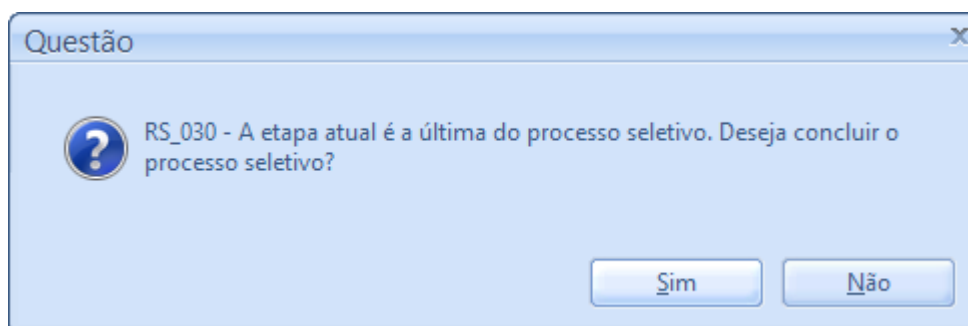 Questão
RS_030 - A etapa atual é a última do processo seletivo. Deseja concluir o
processo seletivo?
Sim
Não